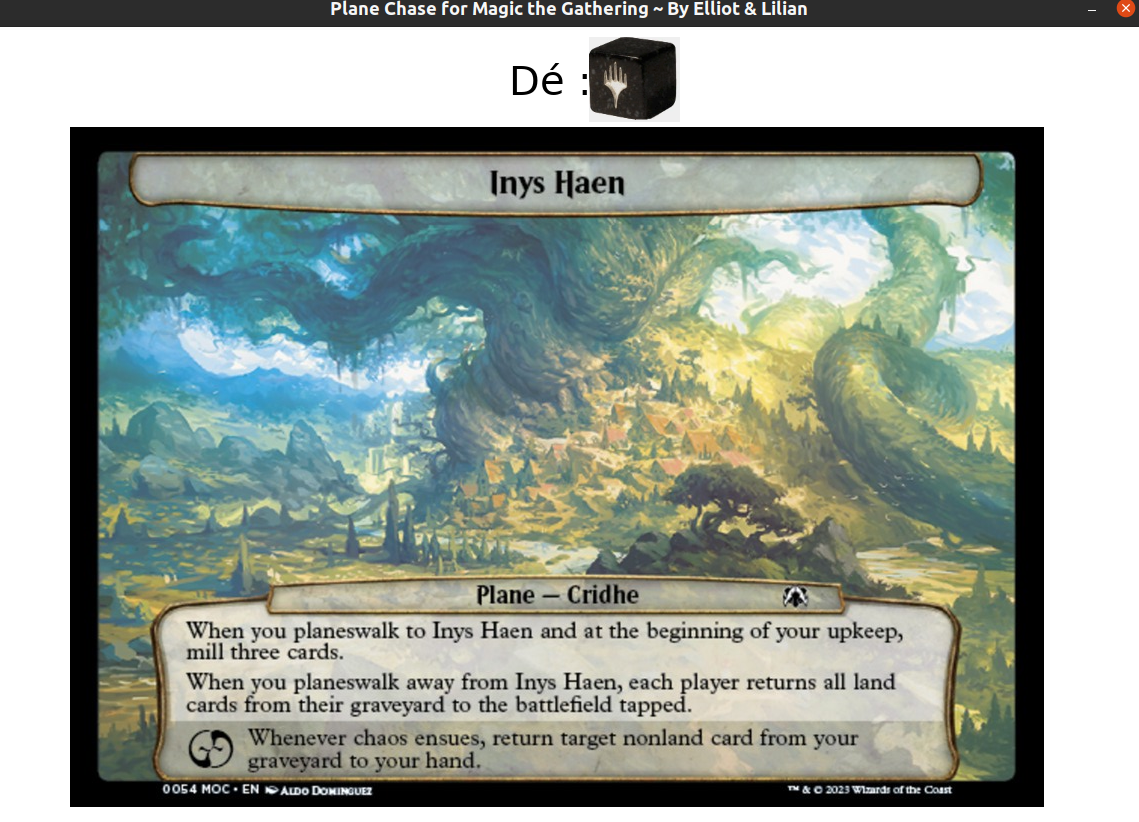 Plane Chase for Magic the Gathering ~ By Elliot & Lilian
Dé :
Inys Haen
Plane — Cridhe
When you planeswalk to Inys Haen and at the beginning of your upkeep,
mill three cards.
When you planeswalk away from Inys Haen, each player returns all land
cards from their graveyard to the battlefield tapped.
Whenever chaos ensues, return target nonland card from your
graveyard to your hand.
0054 MOC • EN Aldo Dominguez
™ & © 2023 Wizards of the Coast